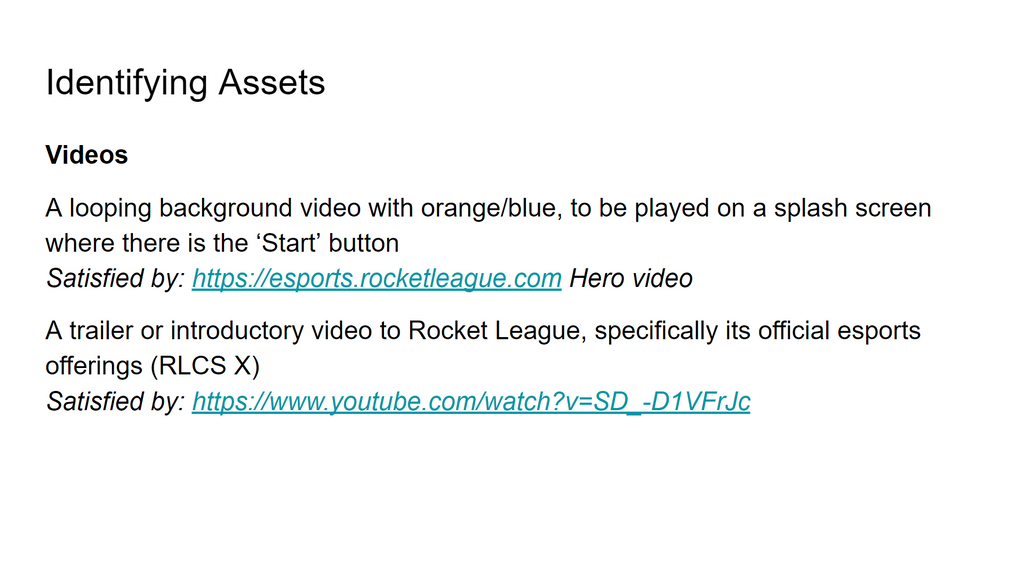 Identifying Assets
Videos
A looping background video with orange/blue, to be played on a splash screen
where there is the ‘Start’ button
Satisfied by: https://esports.rocketleague.com Hero video
A trailer or introductory video to Rocket League, specifically its official esports
offerings (RLCS X)
Satisfied by: https://www.youtube.com/watch?v=SD_-D1VFrJc